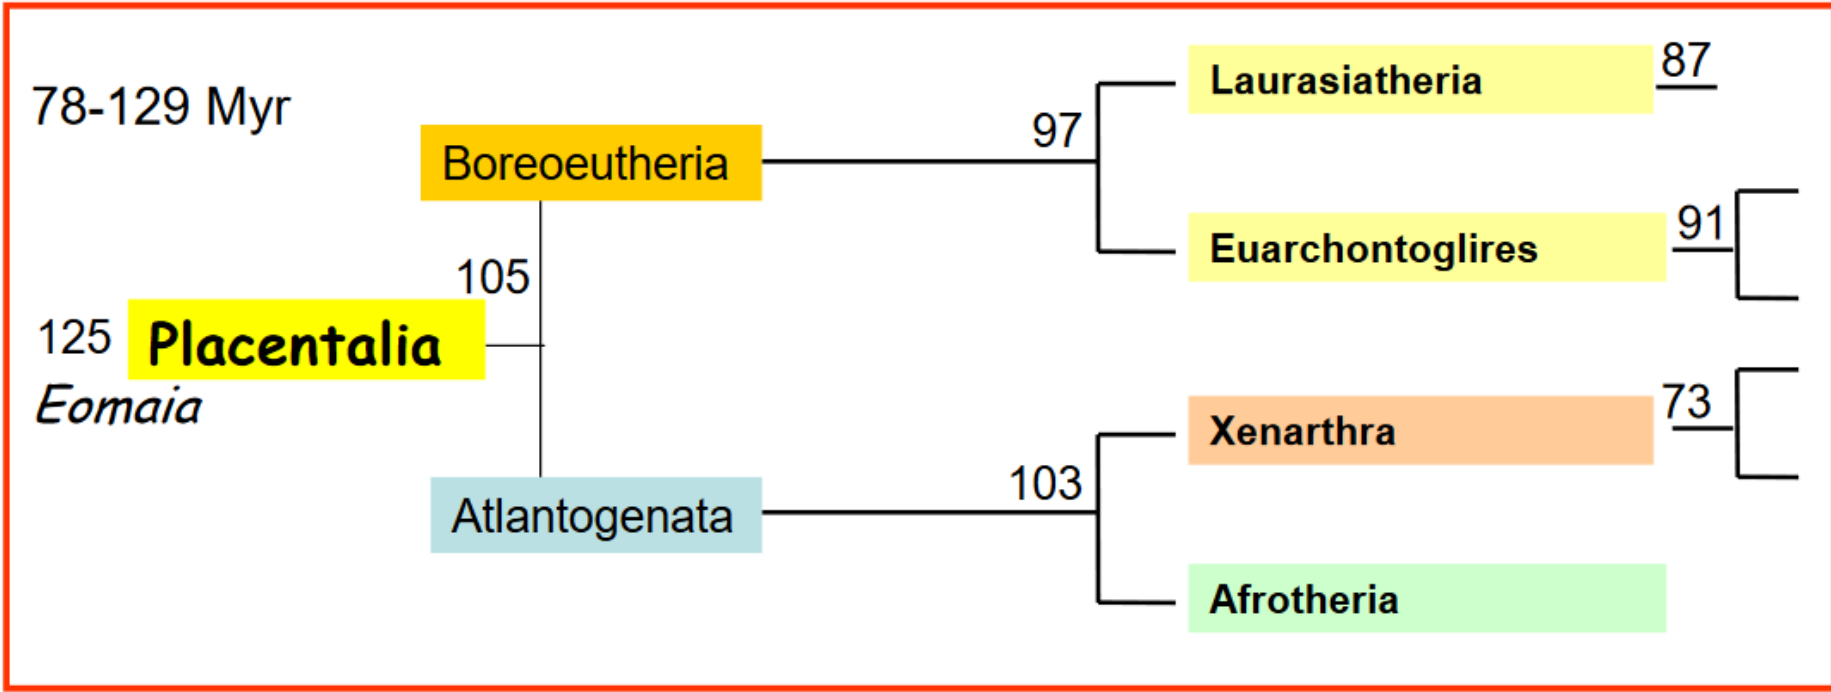 78-129 Myr
Boreoeutheria
105
125
Placentalia
Eomaia
Atlantogenata
97
Laurasiatheria
87
Euarchontoglires
91
103
Xenarthra
73
Afrotheria